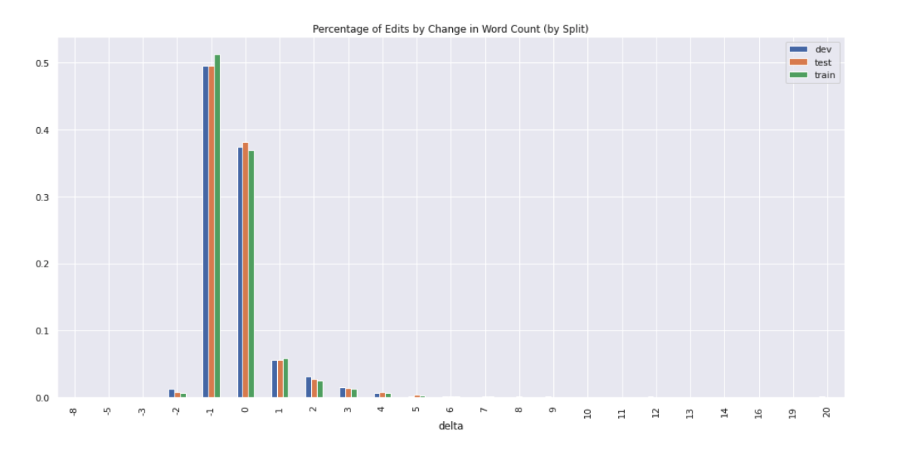 Percentage of Edits by Change in Word Count (by Split)
dev
test
train
0.5
0.4
0.3
0.2
0.1
0.0
-8 -5 -3 -2 -1 0 1 2 3 4 5 6 7 8 9 10 11 12 13 14 16 19 20
delta